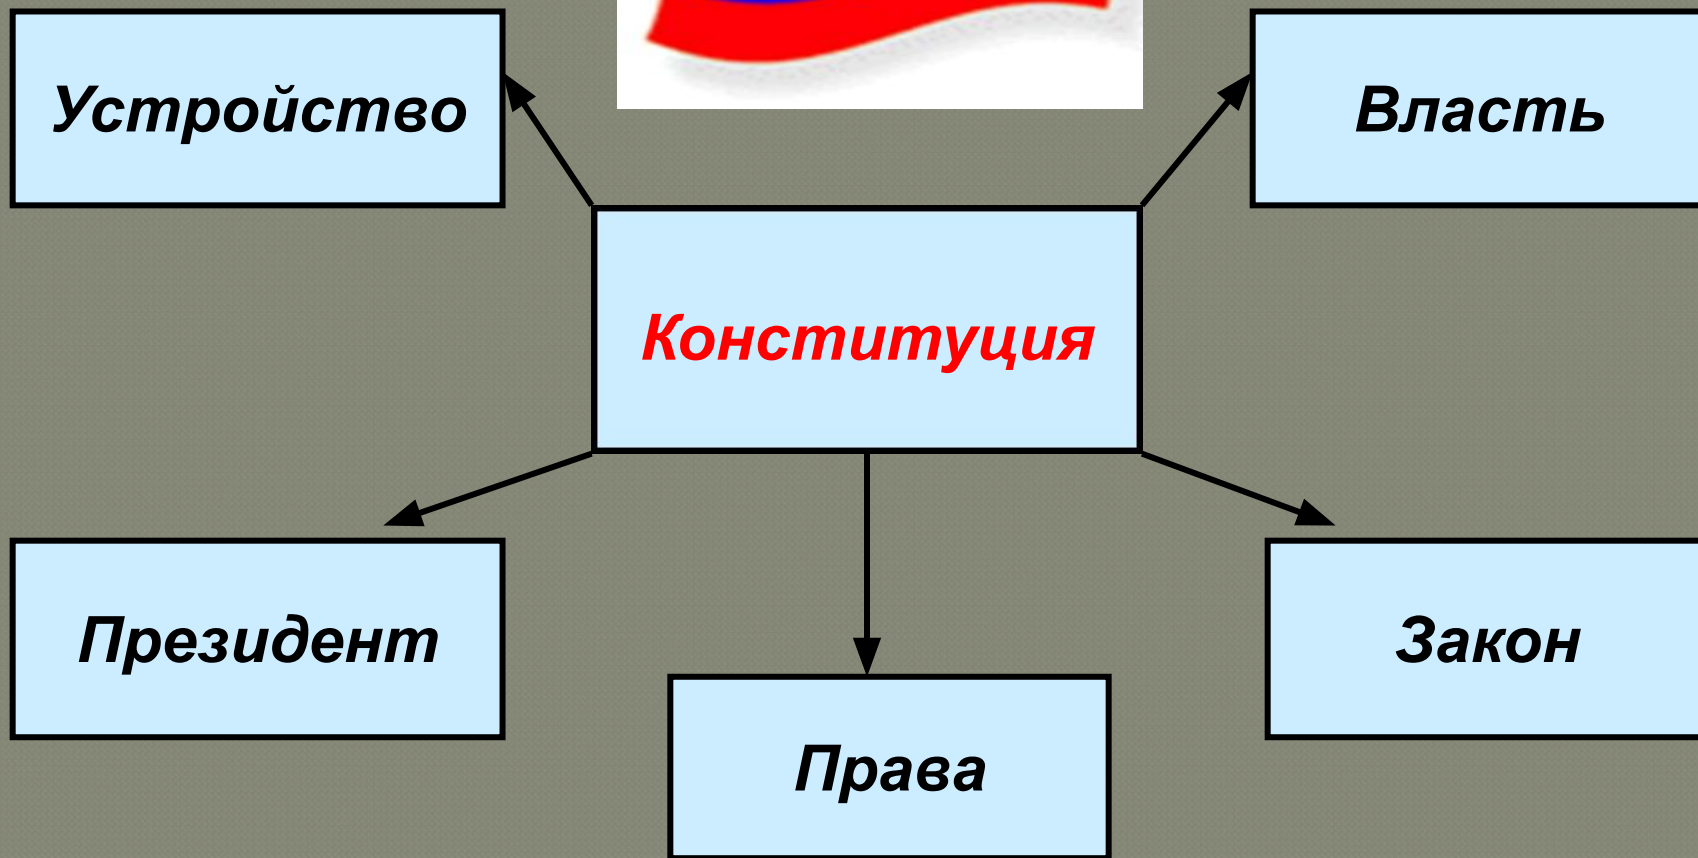 Устройство
Власть
Конституция
Президент
Закон
Права